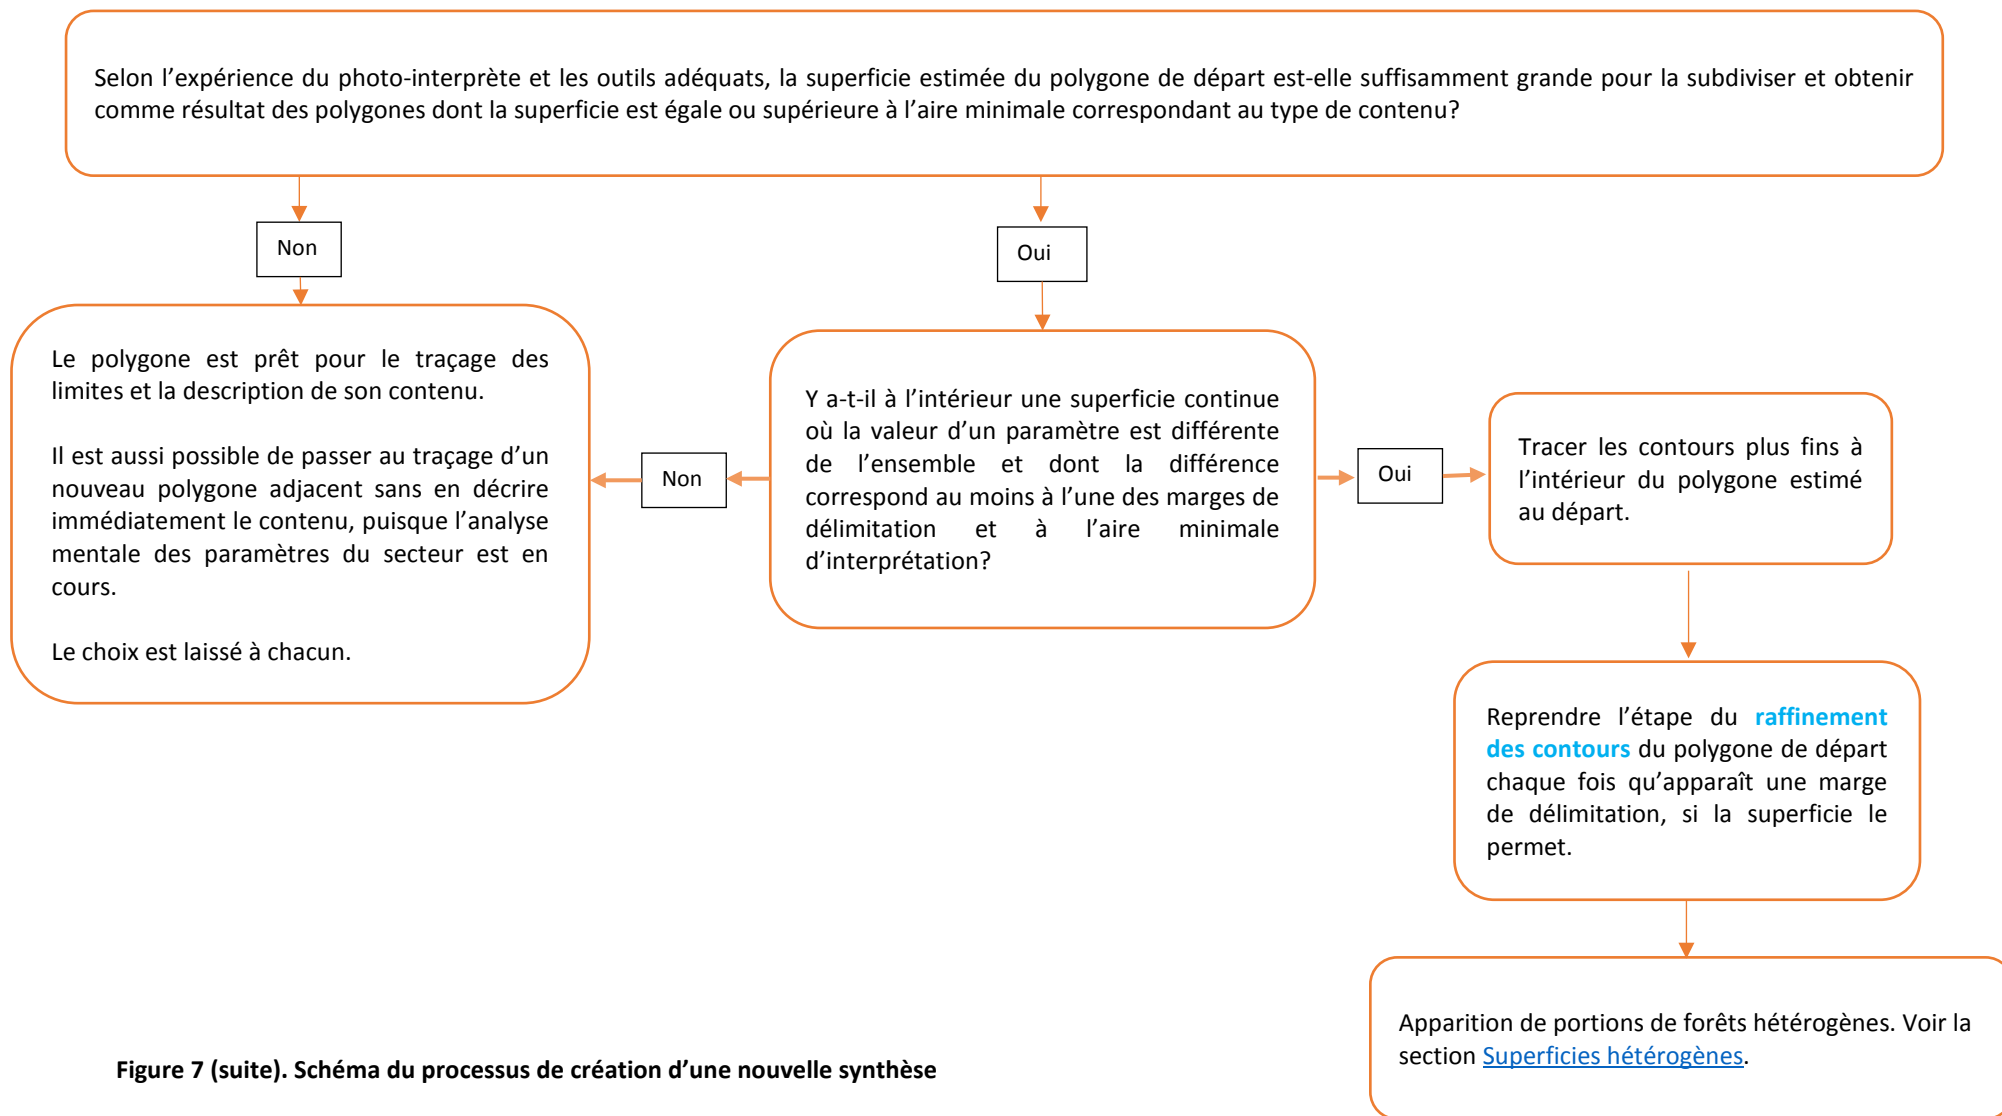 Selon l’expérience du photo-interprète et les outils adéquats, la superficie estimée du polygone de départ est-elle suffisamment grande pour la subdiviser et obtenir
comme résultat des polygones dont la superficie est égale ou supérieure à l’aire minimale correspondant au type de contenu?
Non
Oui
Le polygone est prêt pour le traçage des
limites et la description de son contenu.
Il est aussi possible de passer au traçage d’un
nouveau polygone adjacent sans en décrire
immédiatement le contenu, puisque l’analyse
mentale des paramètres du secteur est en
cours.
Le choix est laissé à chacun.
Non
Y a-t-il à l’intérieur une superficie continue
où la valeur d’un paramètre est différente
de l’ensemble et dont la différence
correspond au moins à l’une des marges de
délimitation et à l’aire minimale
d’interprétation?
Oui
Tracer les contours plus fins à
l’intérieur du polygone estimé
au départ.
Reprendre l’étape du raffinement
des contours du polygone de départ
chaque fois qu’apparaît une marge
de délimitation, si la superficie le
permet.
Apparition de portions de forêts hétérogènes. Voir la
section Superficies hétérogènes.
Figure 7 (suite). Schéma du processus de création d’une nouvelle synthèse